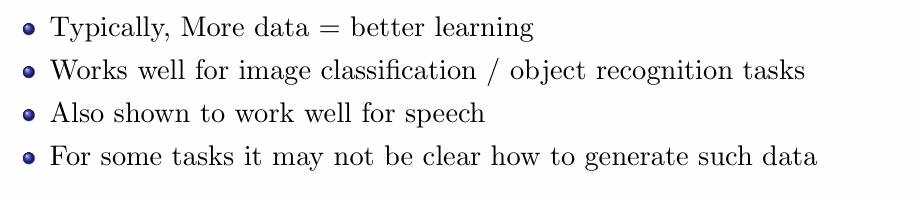 Typically, More data = better learning
Works well for image classification / object recognition tasks
Also shown to work well for speech
For some tasks it may not be clear how to generate such data